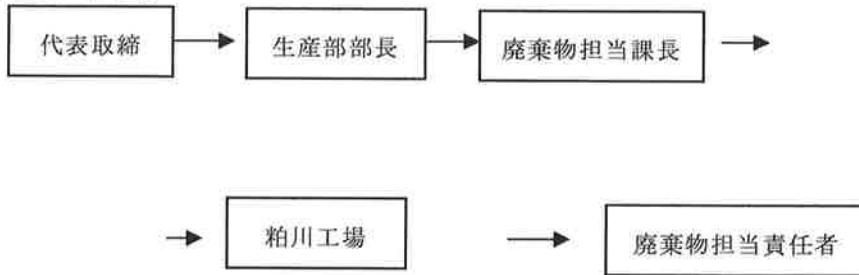 代表取締
生産部部長
廃棄物担当課長
粕川工場
廃棄物担当責任者